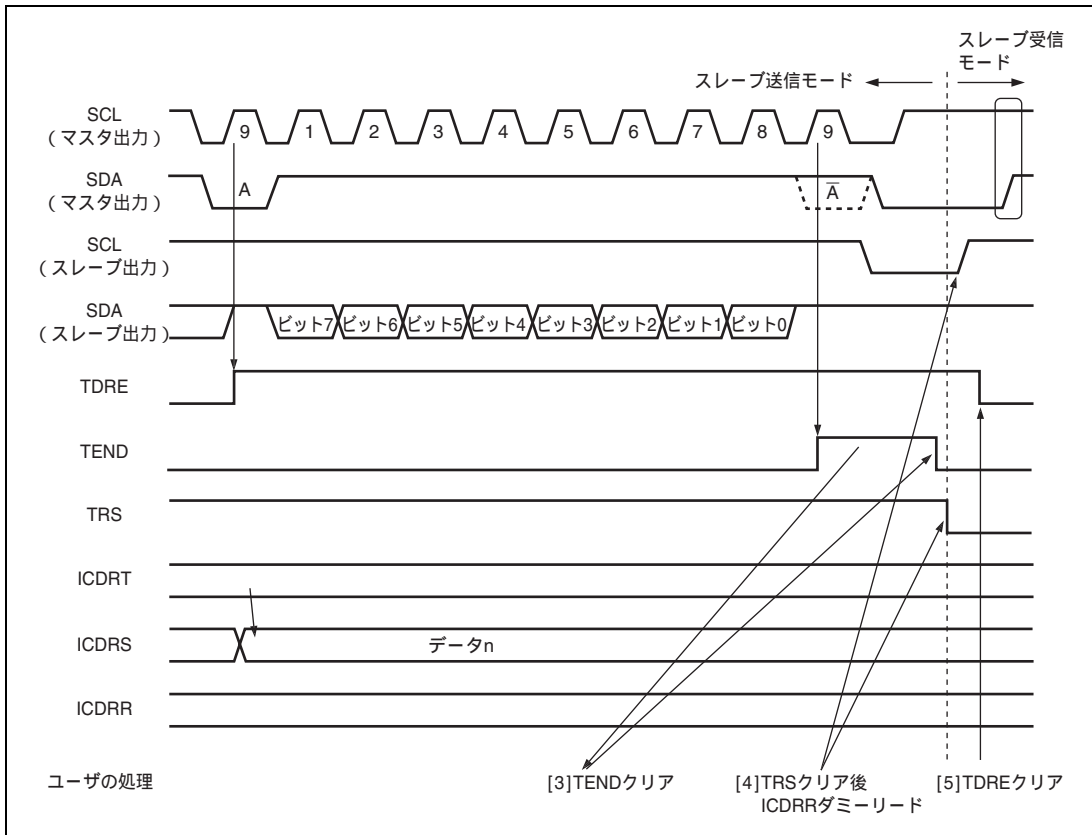 スレーブ受信
モード
スレーブ送信モード
SCL
(マスタ出力)
9 1 2 3 4 5 6 7 8 9
SDA
(マスタ出力)
A
A̅
SCL
(スレーブ出力)
SDA
(スレーブ出力)
ビット7 ビット6 ビット5 ビット4 ビット3 ビット2 ビット1 ビット0
TDRE
TEND
TRS
ICDRT
ICDRS
データn
ICDRR
ユーザの処理
[3]TENDクリア
[4]TRSクリア後
ICDRRダミーリード
[5]TDREクリア